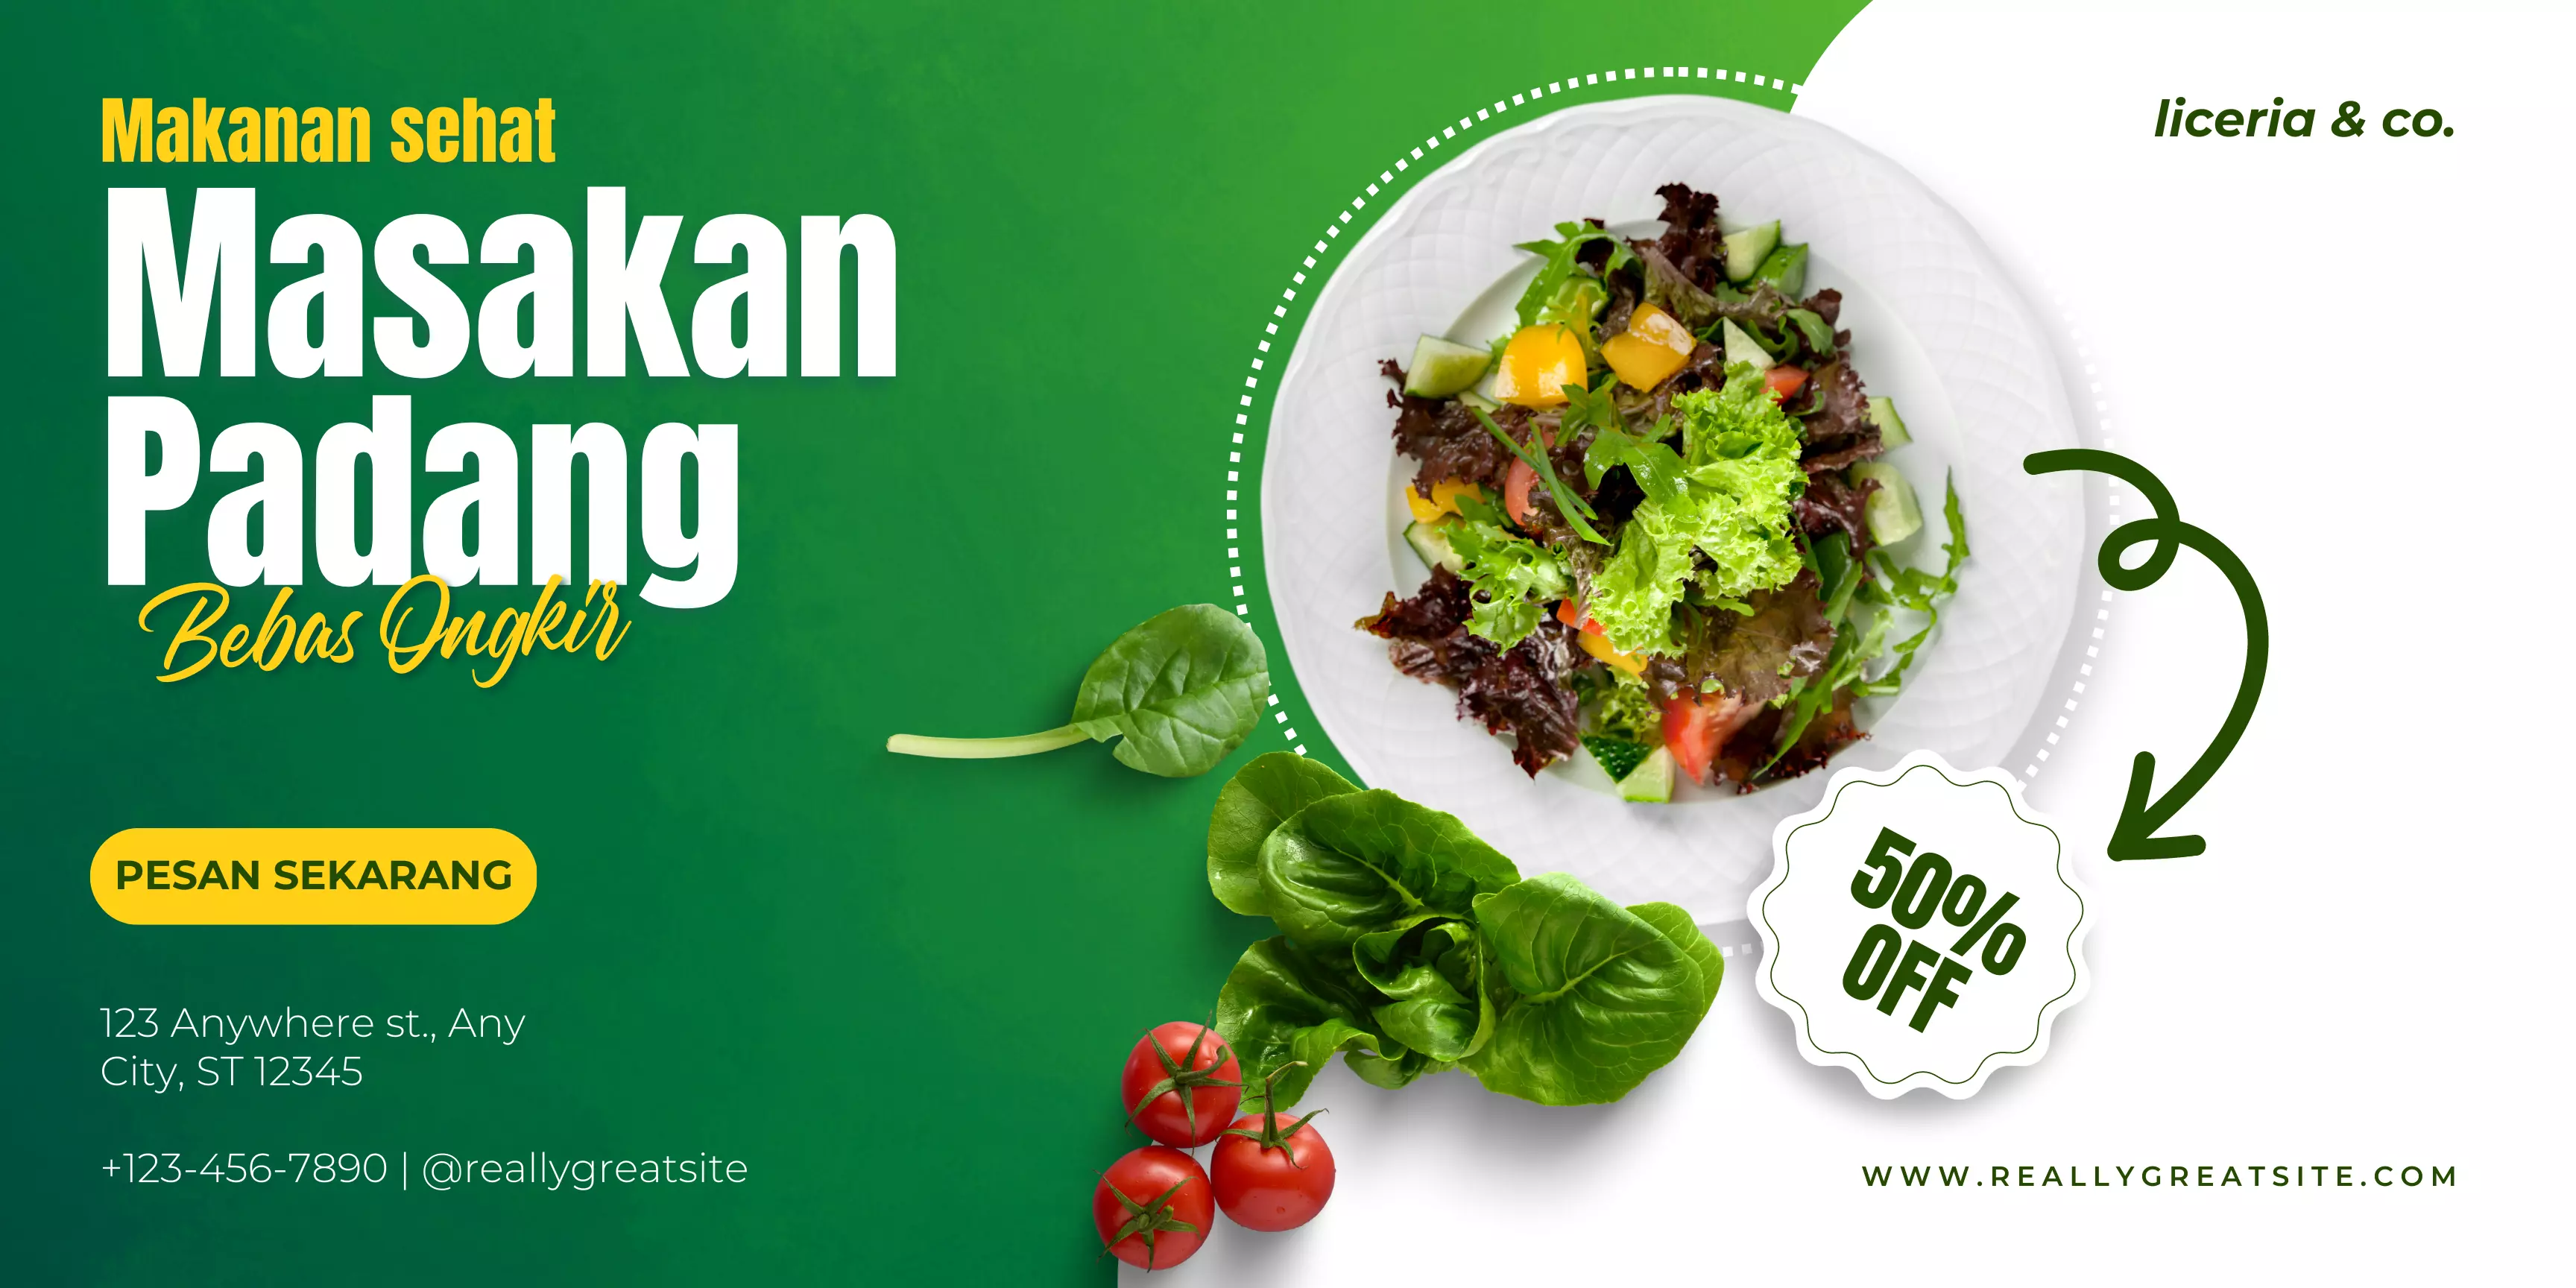 Makanan sehat
Masakan
Padang
Bebas Ongkir
PESAN SEKARANG
123 Anywhere st., Any
City, ST 12345
+123-456-7890 | @reallygreatsite
liceria & co.
50%
OFF
WWW.REALLYGREATSITE.COM